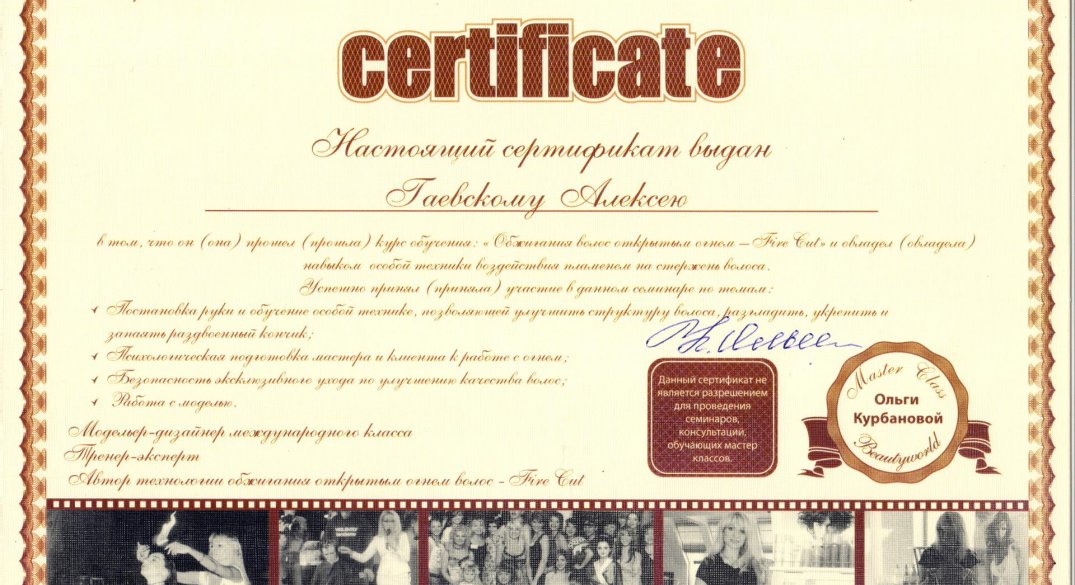 certificate
Настоящий сертификат выдан
Гаевскому Алексею
в том, что он (она) прошел (прошла) курс обучения: « Обжигания волос открытым огнем – Fire Cut» и овладел (овладела)
навыком особой техники воздействия пламенем на стержень волоса.
Успешно принял (приняла) участие в данном семинаре по темам:
✓ Постановка руки и обучение особой технике, позволяющей улучшить структуру волоса, разгладить, укрепить и
запаять раздвоенный кончик;
✓ Психологическая подготовка мастера и клиента к работе с огнем;
✓ Безопасность эксклюзивного ухода по улучшению качества волос;
✓ Работа с моделью.
Модельер-дизайнер международного класса
Тренер-эксперт
Автор технологии обжигания открытым огнем волос - Fire Cut
Данный сертификат не
является разрешением
для проведения
семинаров,
консультаций,
обучающих мастер
классов.
Master Class
Ольги
Курбановой
Beautyworld